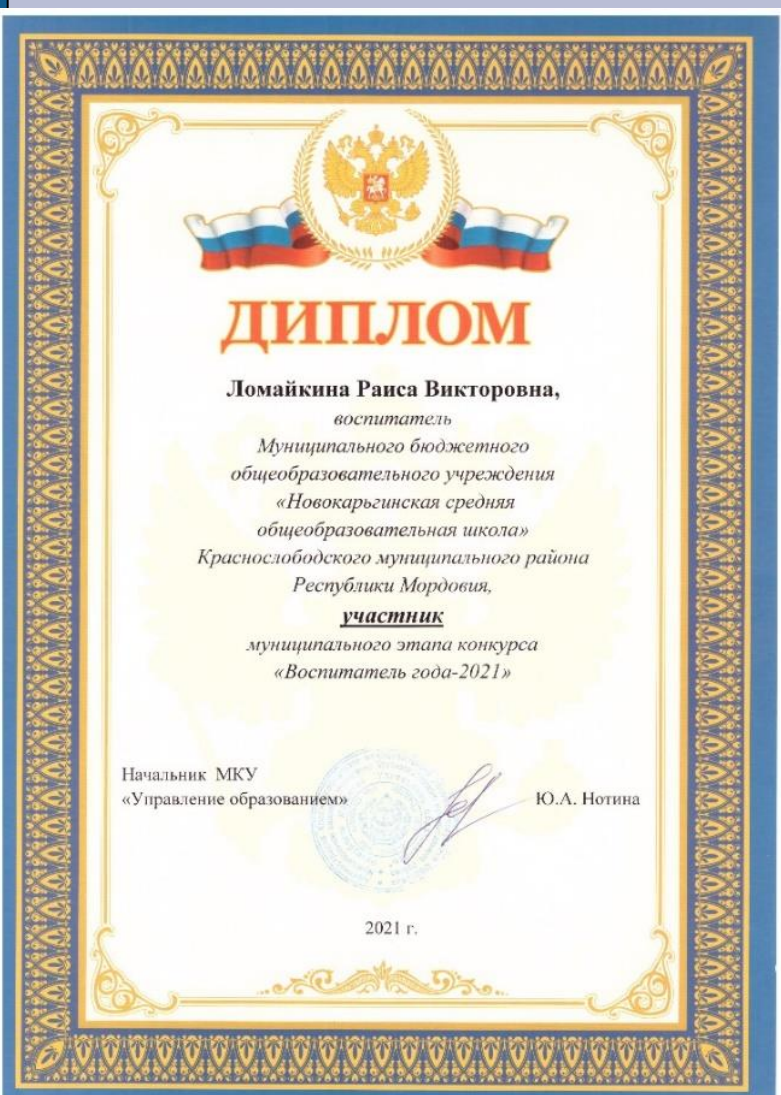 ДИПЛОМ
Ломайкина Раиса Викторовна,
воспитатель
Муниципального бюджетного
общеобразовательного учреждения
«Новокарьгинская средняя
общеобразовательная школа»
Краснослободского муниципального района
Республики Мордовия,
участник
муниципального этапа конкурса
«Воспитатель года-2021»
Начальник МКУ
«Управление образованием»
Ю.А. Нотина
2021 г.